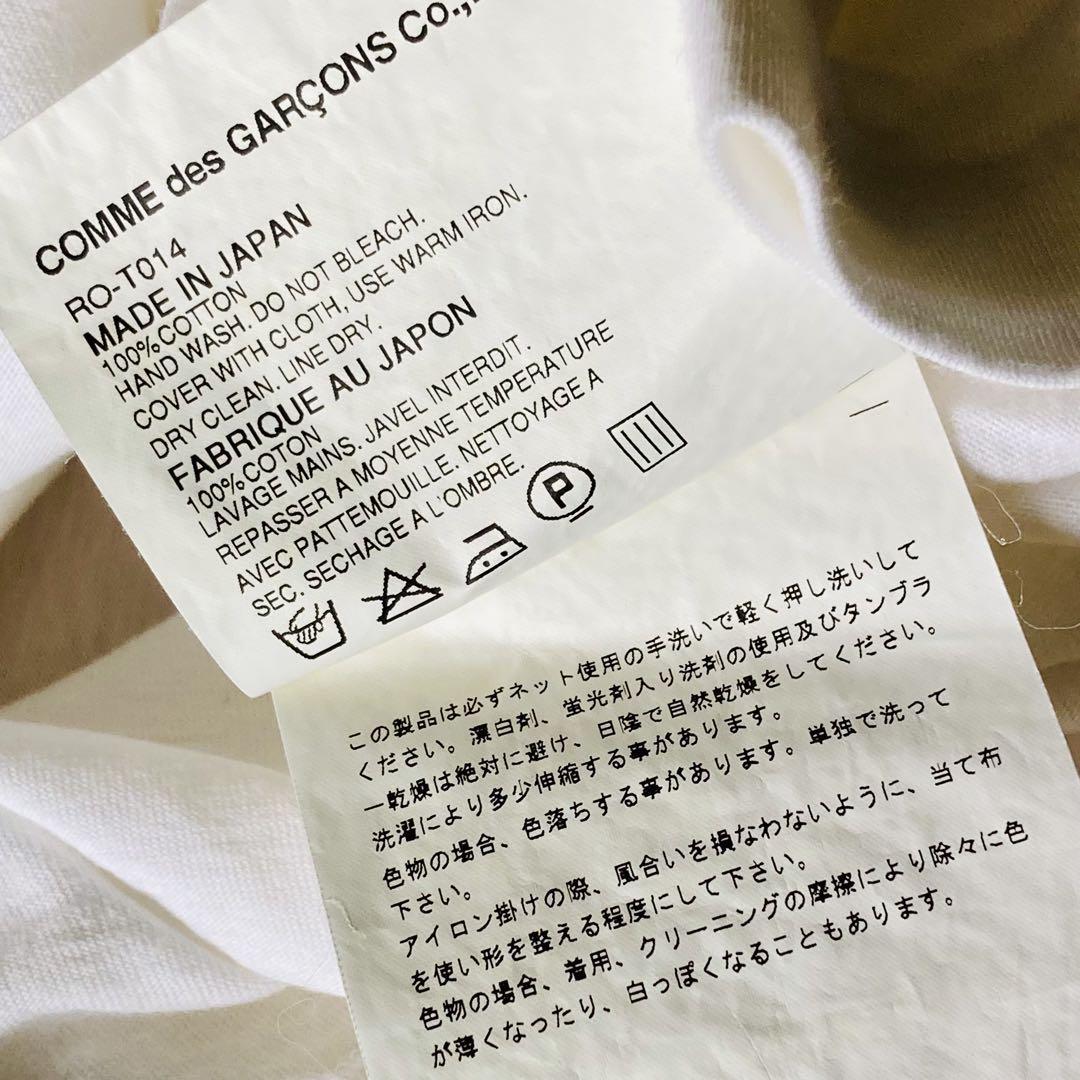 COMME des GARÇONS Co.,
RO-T014
MADE IN JAPAN
100%COTTON
HAND WASH. DO NOT BLEACH.
COVER WITH CLOTH, USE WARM IRON.
DRY CLEAN. LINE DRY.
FABRIQUE AU JAPON
100%COTON
LAVAGE MAINS. JAVEL INTERDIT.
REPASSER A MOYENNE TEMPERATURE
AVEC PATTEMOUILLE. NETTOYAGE A
SEC. SECHAGE A L'OMBRE.
P
この製品は必ずネット使用の手洗いで軽く押し洗いして
ください。漂白剤、蛍光剤入り洗剤の使用及びタンブラ
ー乾燥は絶対に避け、日陰で自然乾燥をしてください。
洗濯により多少伸縮する事があります。
色物の場合、色落ちする事があります。単独で洗って
下さい。
アイロン掛けの際、風合いを損なわないように、当て布
を使い形を整える程度にして下さい。
色物の場合、着用、クリーニングの摩擦により除々に色
が薄くなったり、白っぽくなることもあります。